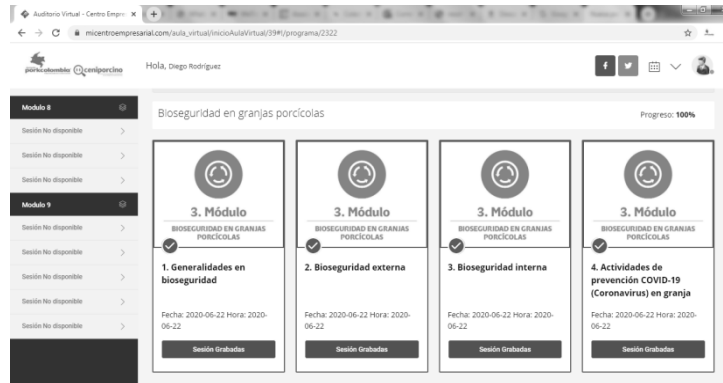 Auditorio Virtual - Centro Empre
micentroempresarial.com/aula_virtual/inicioAulaVirtual/39#!/programa/2322
porkcolombia ceniporcino
Hola, Diego Rodríguez
Modulo 8
Sesión No disponible
Sesión No disponible
Sesión No disponible
Modulo 9
Sesión No disponible
Sesión No disponible
Sesión No disponible
Sesión No disponible
Sesión No disponible
Bioseguridad en granjas porcícolas
Progreso: 100%
3. Módulo
BIOSEGURIDAD EN GRANJAS
PORCÍCOLAS
1. Generalidades en
bioseguridad
Fecha: 2020-06-22 Hora: 2020-
06-22
Sesión Grabadas
3. Módulo
BIOSEGURIDAD EN GRANJAS
PORCÍCOLAS
2. Bioseguridad externa
Fecha: 2020-06-22 Hora: 2020-
06-22
Sesión Grabadas
3. Módulo
BIOSEGURIDAD EN GRANJAS
PORCÍCOLAS
3. Bioseguridad interna
Fecha: 2020-06-22 Hora: 2020-
06-22
Sesión Grabadas
3. Módulo
BIOSEGURIDAD EN GRANJAS
PORCÍCOLAS
4. Actividades de
prevención COVID-19
(Coronavirus) en granja
Fecha: 2020-06-22 Hora: 2020-
06-22
Sesión Grabadas